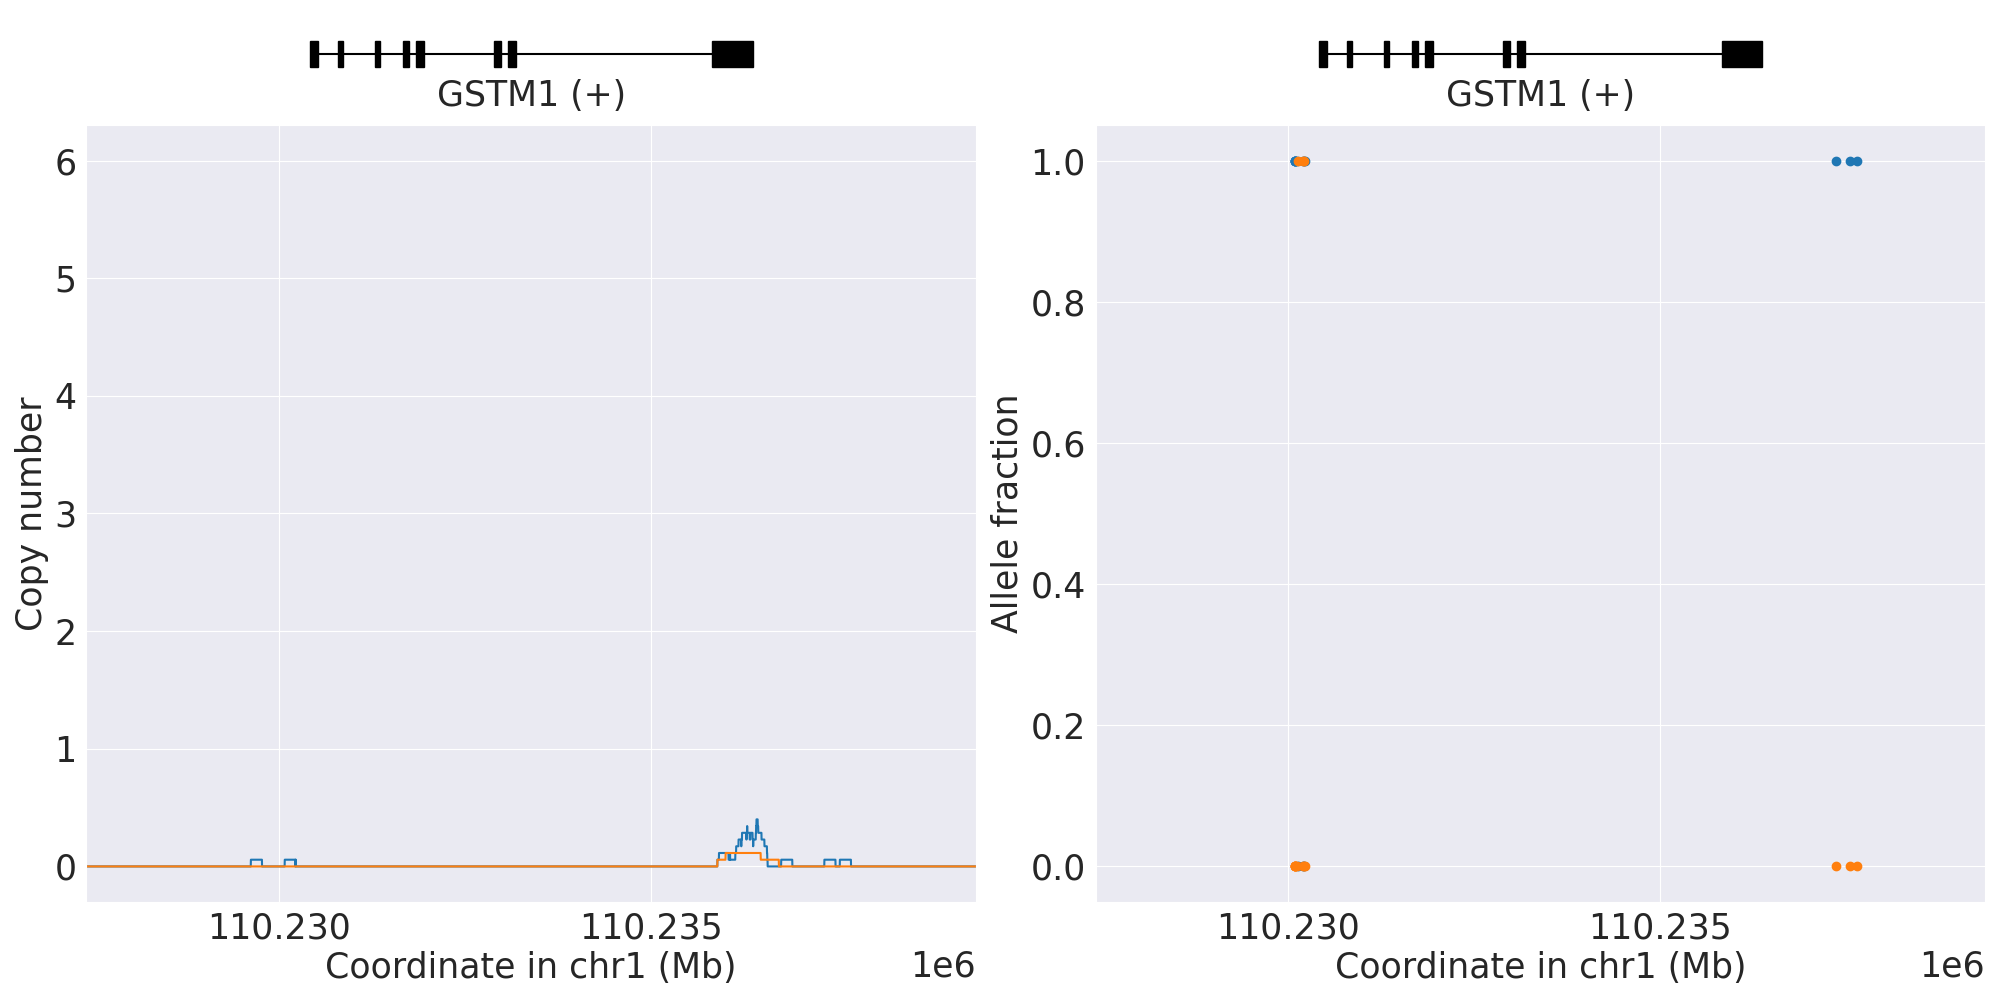 GSTM1 (+)
6
5
4
3
2
1
0
Copy number
110.230
110.235
Coordinate in chr1 (Mb)
1e6
GSTM1 (+)
1.0
0.8
0.6
0.4
0.2
0.0
Allele fraction
110.230
110.235
Coordinate in chr1 (Mb)
1e6